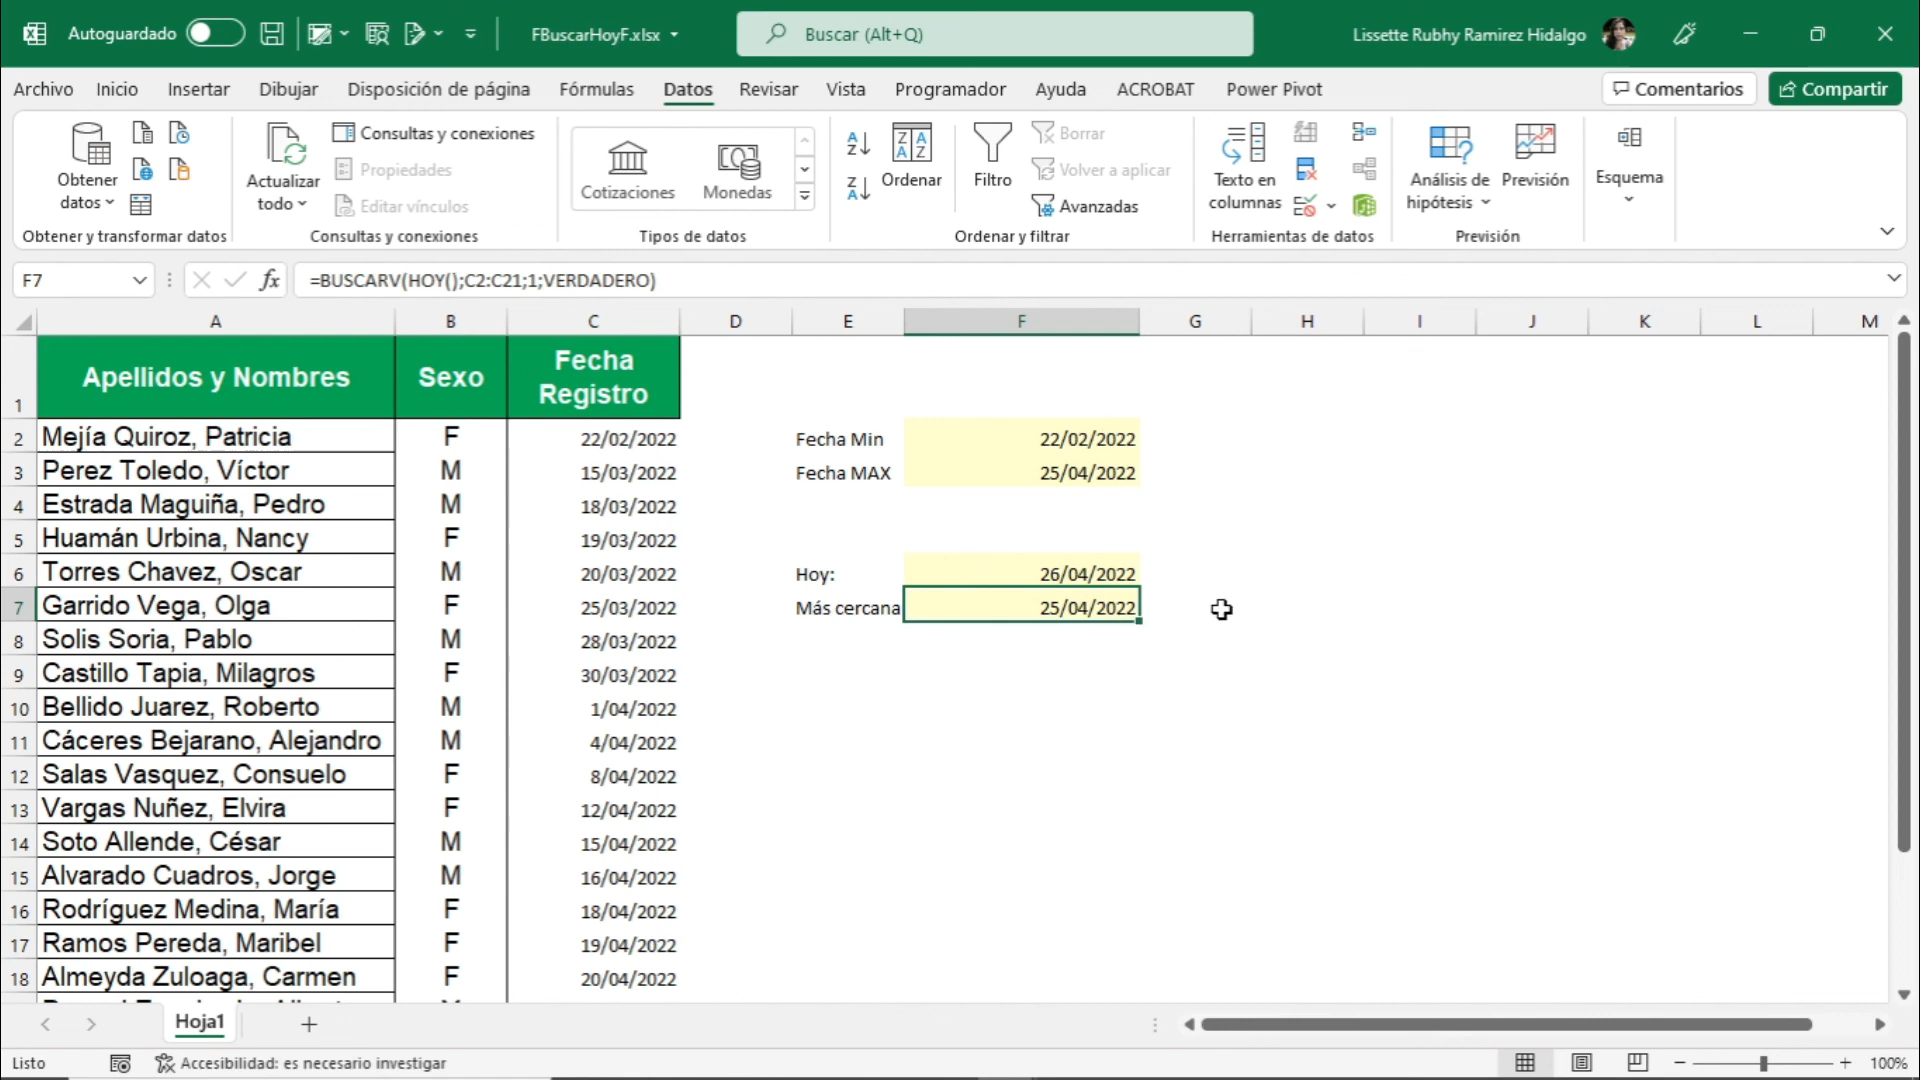 Autoguardado
FBuscarHoyF.xlsx
Buscar (Alt+Q)
Lissette Rubhy Ramirez Hidalgo
Archivo Inicio Insertar Dibujar Disposición de página Fórmulas Datos Revisar Vista Programador Ayuda ACROBAT Power Pivot
Comentarios
Compartir
Obtener datos
Actualizar todo
Consultas y conexiones
Propiedades
Editar vínculos
Cotizaciones
Monedas
Ordenar
Filtro
Borrar
Volver a aplicar
Avanzadas
Texto en columnas
Análisis de hipótesis
Previsión
Esquema
Obtener y transformar datos
Consultas y conexiones
Tipos de datos
Ordenar y filtrar
Herramientas de datos
Previsión
F7
fx
=BUSCARV(HOY();C2:C21;1;VERDADERO)
A B C D E F G H I J K L M
1 Apellidos y Nombres Sexo Fecha Registro
2 Mejía Quiroz, Patricia F 22/02/2022 Fecha Min 22/02/2022
3 Perez Toledo, Víctor M 15/03/2022 Fecha MAX 25/04/2022
4 Estrada Maguiña, Pedro M 18/03/2022
5 Huamán Urbina, Nancy F 19/03/2022
6 Torres Chavez, Oscar M 20/03/2022 Hoy: 26/04/2022
7 Garrido Vega, Olga F 25/03/2022 Más cercana 25/04/2022
8 Solis Soria, Pablo M 28/03/2022
9 Castillo Tapia, Milagros F 30/03/2022
10 Bellido Juarez, Roberto M 1/04/2022
11 Cáceres Bejarano, Alejandro M 4/04/2022
12 Salas Vasquez, Consuelo F 8/04/2022
13 Vargas Nuñez, Elvira F 12/04/2022
14 Soto Allende, César M 15/04/2022
15 Alvarado Cuadros, Jorge M 16/04/2022
16 Rodríguez Medina, María F 18/04/2022
17 Ramos Pereda, Maribel F 19/04/2022
18 Almeyda Zuloaga, Carmen F 20/04/2022
Hoja1
Listo
Accesibilidad: es necesario investigar
100%